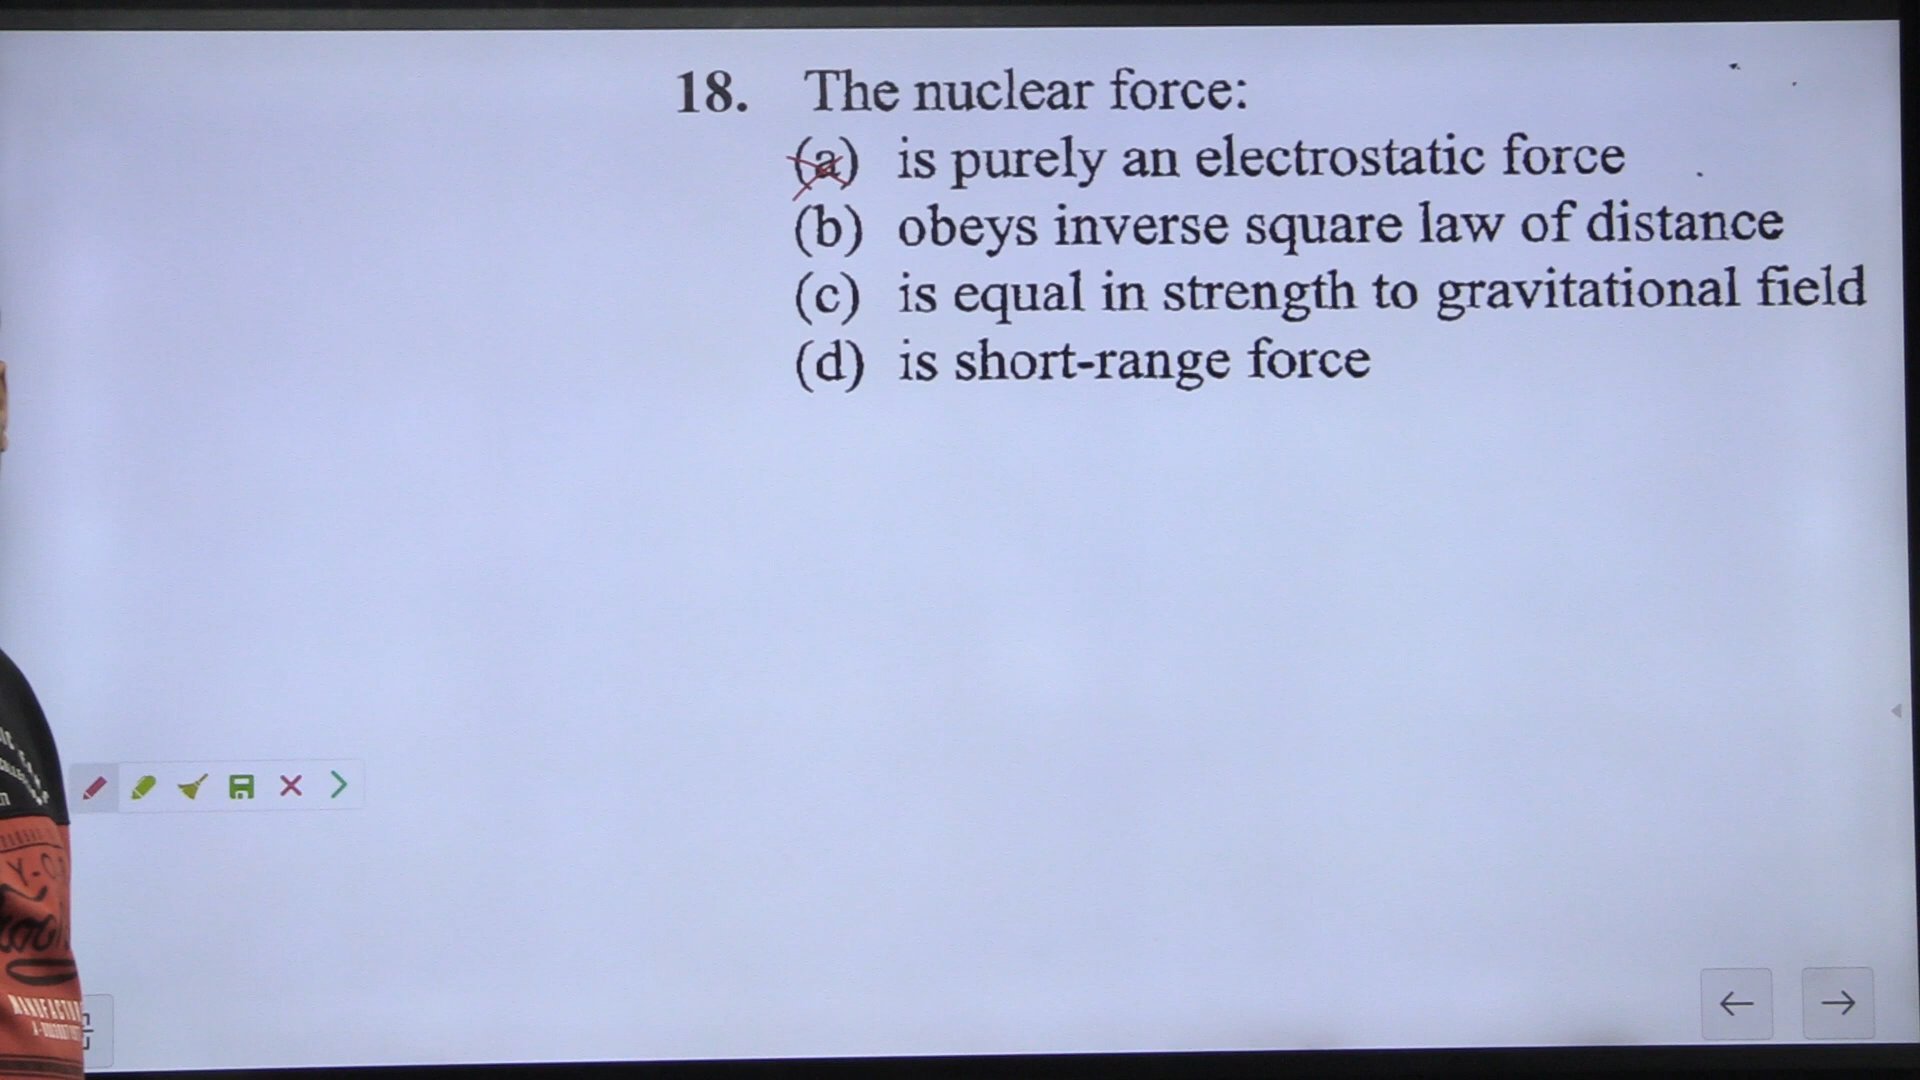 18. The nuclear force:
(a) is purely an electrostatic force
(b) obeys inverse square law of distance
(c) is equal in strength to gravitational field
(d) is short-range force